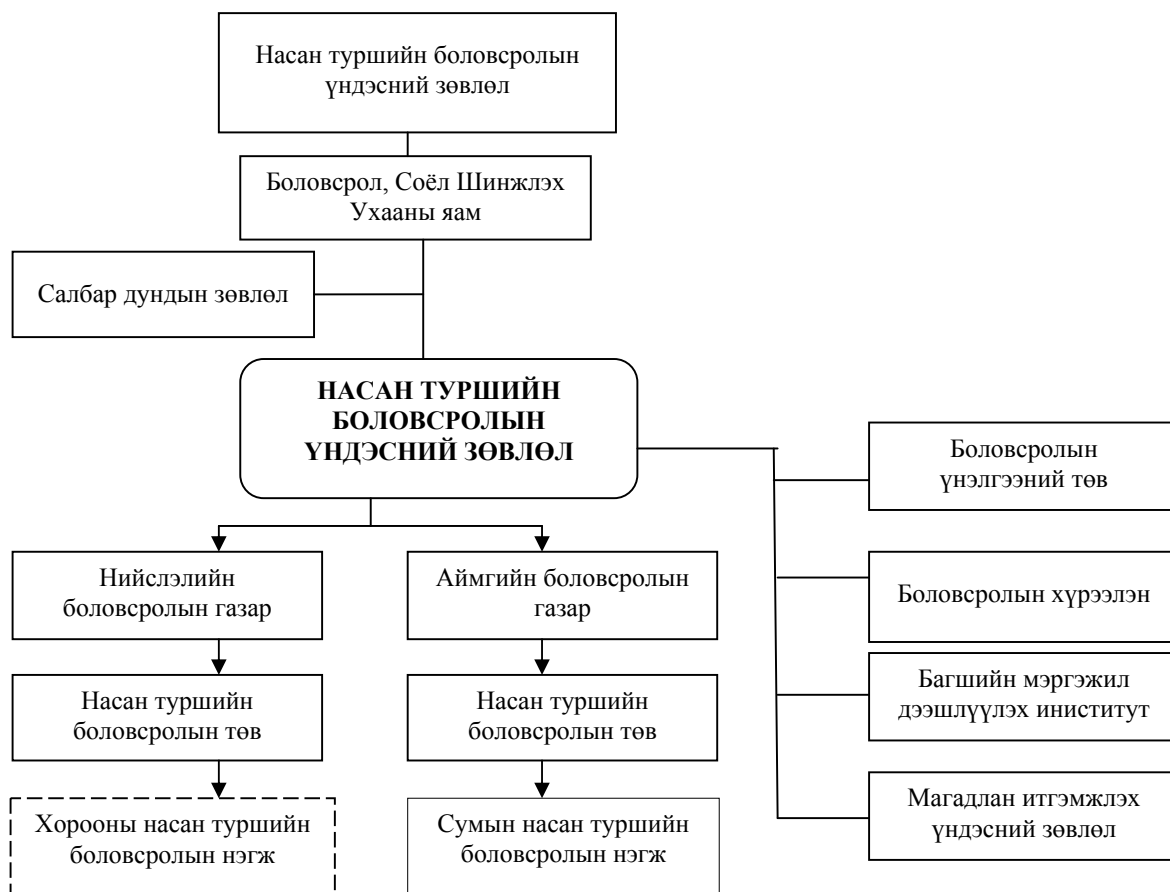 Насан туршийн боловсролын
үндэсний зөвлөл
Боловсрол, Соёл Шинжлэх
Ухааны яам
Салбар дундын зөвлөл
НАСАН ТУРШИЙН
БОЛОВСРОЛЫН
ҮНДЭСНИЙ ЗӨВЛӨЛ
Боловсролын
үнэлгээний төв
Нийслэлийн
боловсролын газар
Аймгийн боловсролын
газар
Боловсролын хүрээлэн
Насан туршийн
боловсролын төв
Насан туршийн
боловсролын төв
Багшийн мэргэжил
дээшлүүлэх иниститут
Хорооны насан туршийн
боловсролын нэгж
Сумын насан туршийн
боловсролын нэгж
Магадлан итгэмжлэх
үндэсний зөвлөл